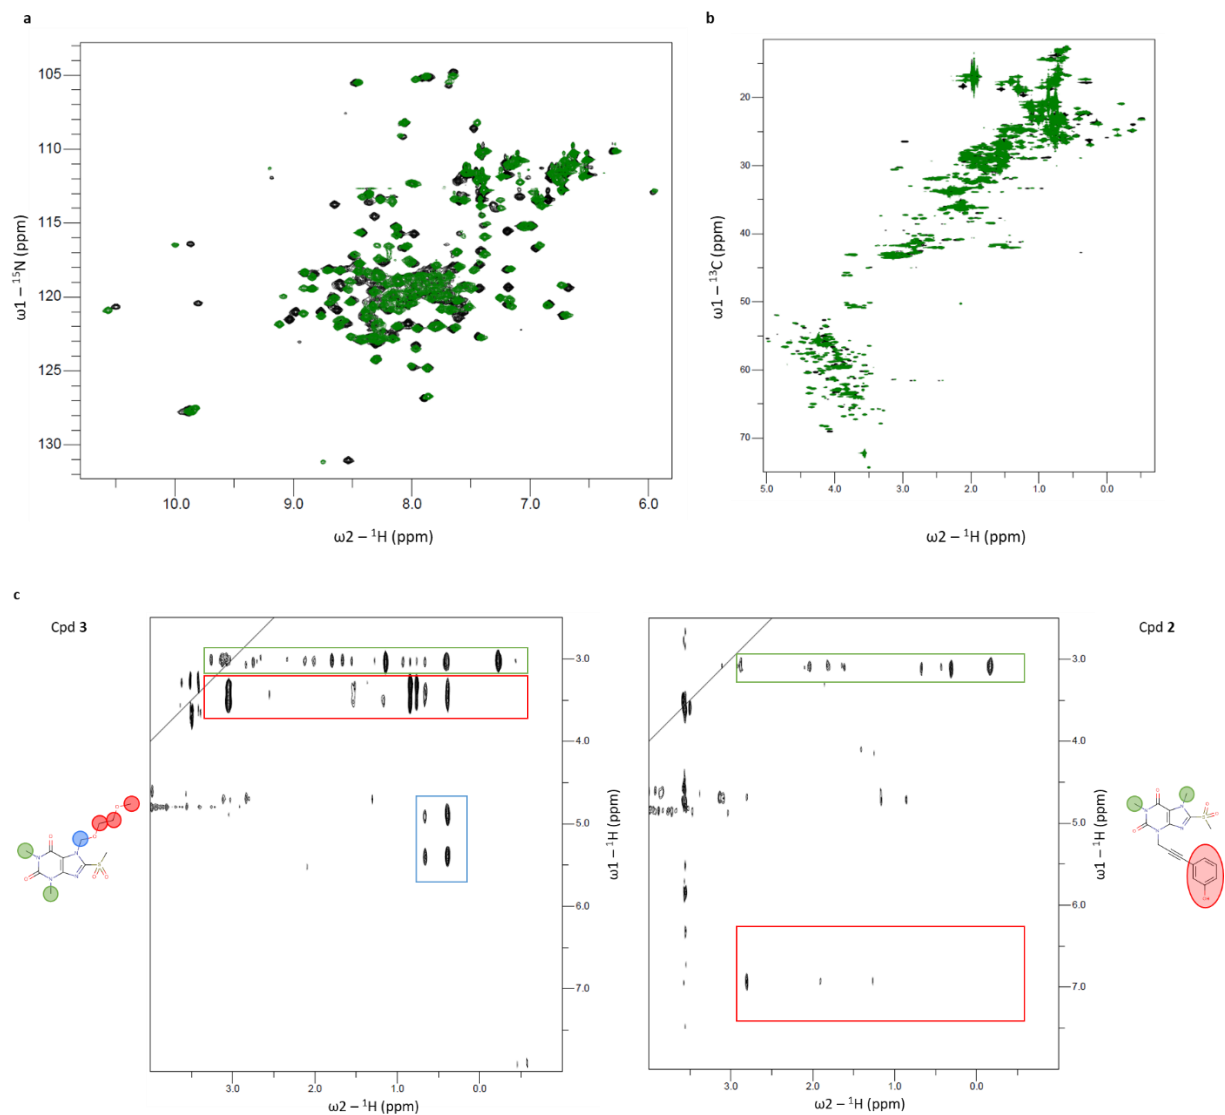 a
105
110
115
120
125
130
ω1 – ¹⁵N (ppm)
10.0 9.0 8.0 7.0 6.0
ω2 – ¹H (ppm)
b
20
30
40
50
60
70
ω1 – ¹³C (ppm)
5.0 4.0 3.0 2.0 1.0 0.0
ω2 – ¹H (ppm)
c
Cpd 3
3.0
4.0
5.0
6.0
7.0
ω1 – ¹H (ppm)
3.0 2.0 1.0 0.0
ω2 – ¹H (ppm)
Cpd 2
3.0
4.0
5.0
6.0
7.0
ω1 – ¹H (ppm)
3.0 2.0 1.0 0.0
ω2 – ¹H (ppm)